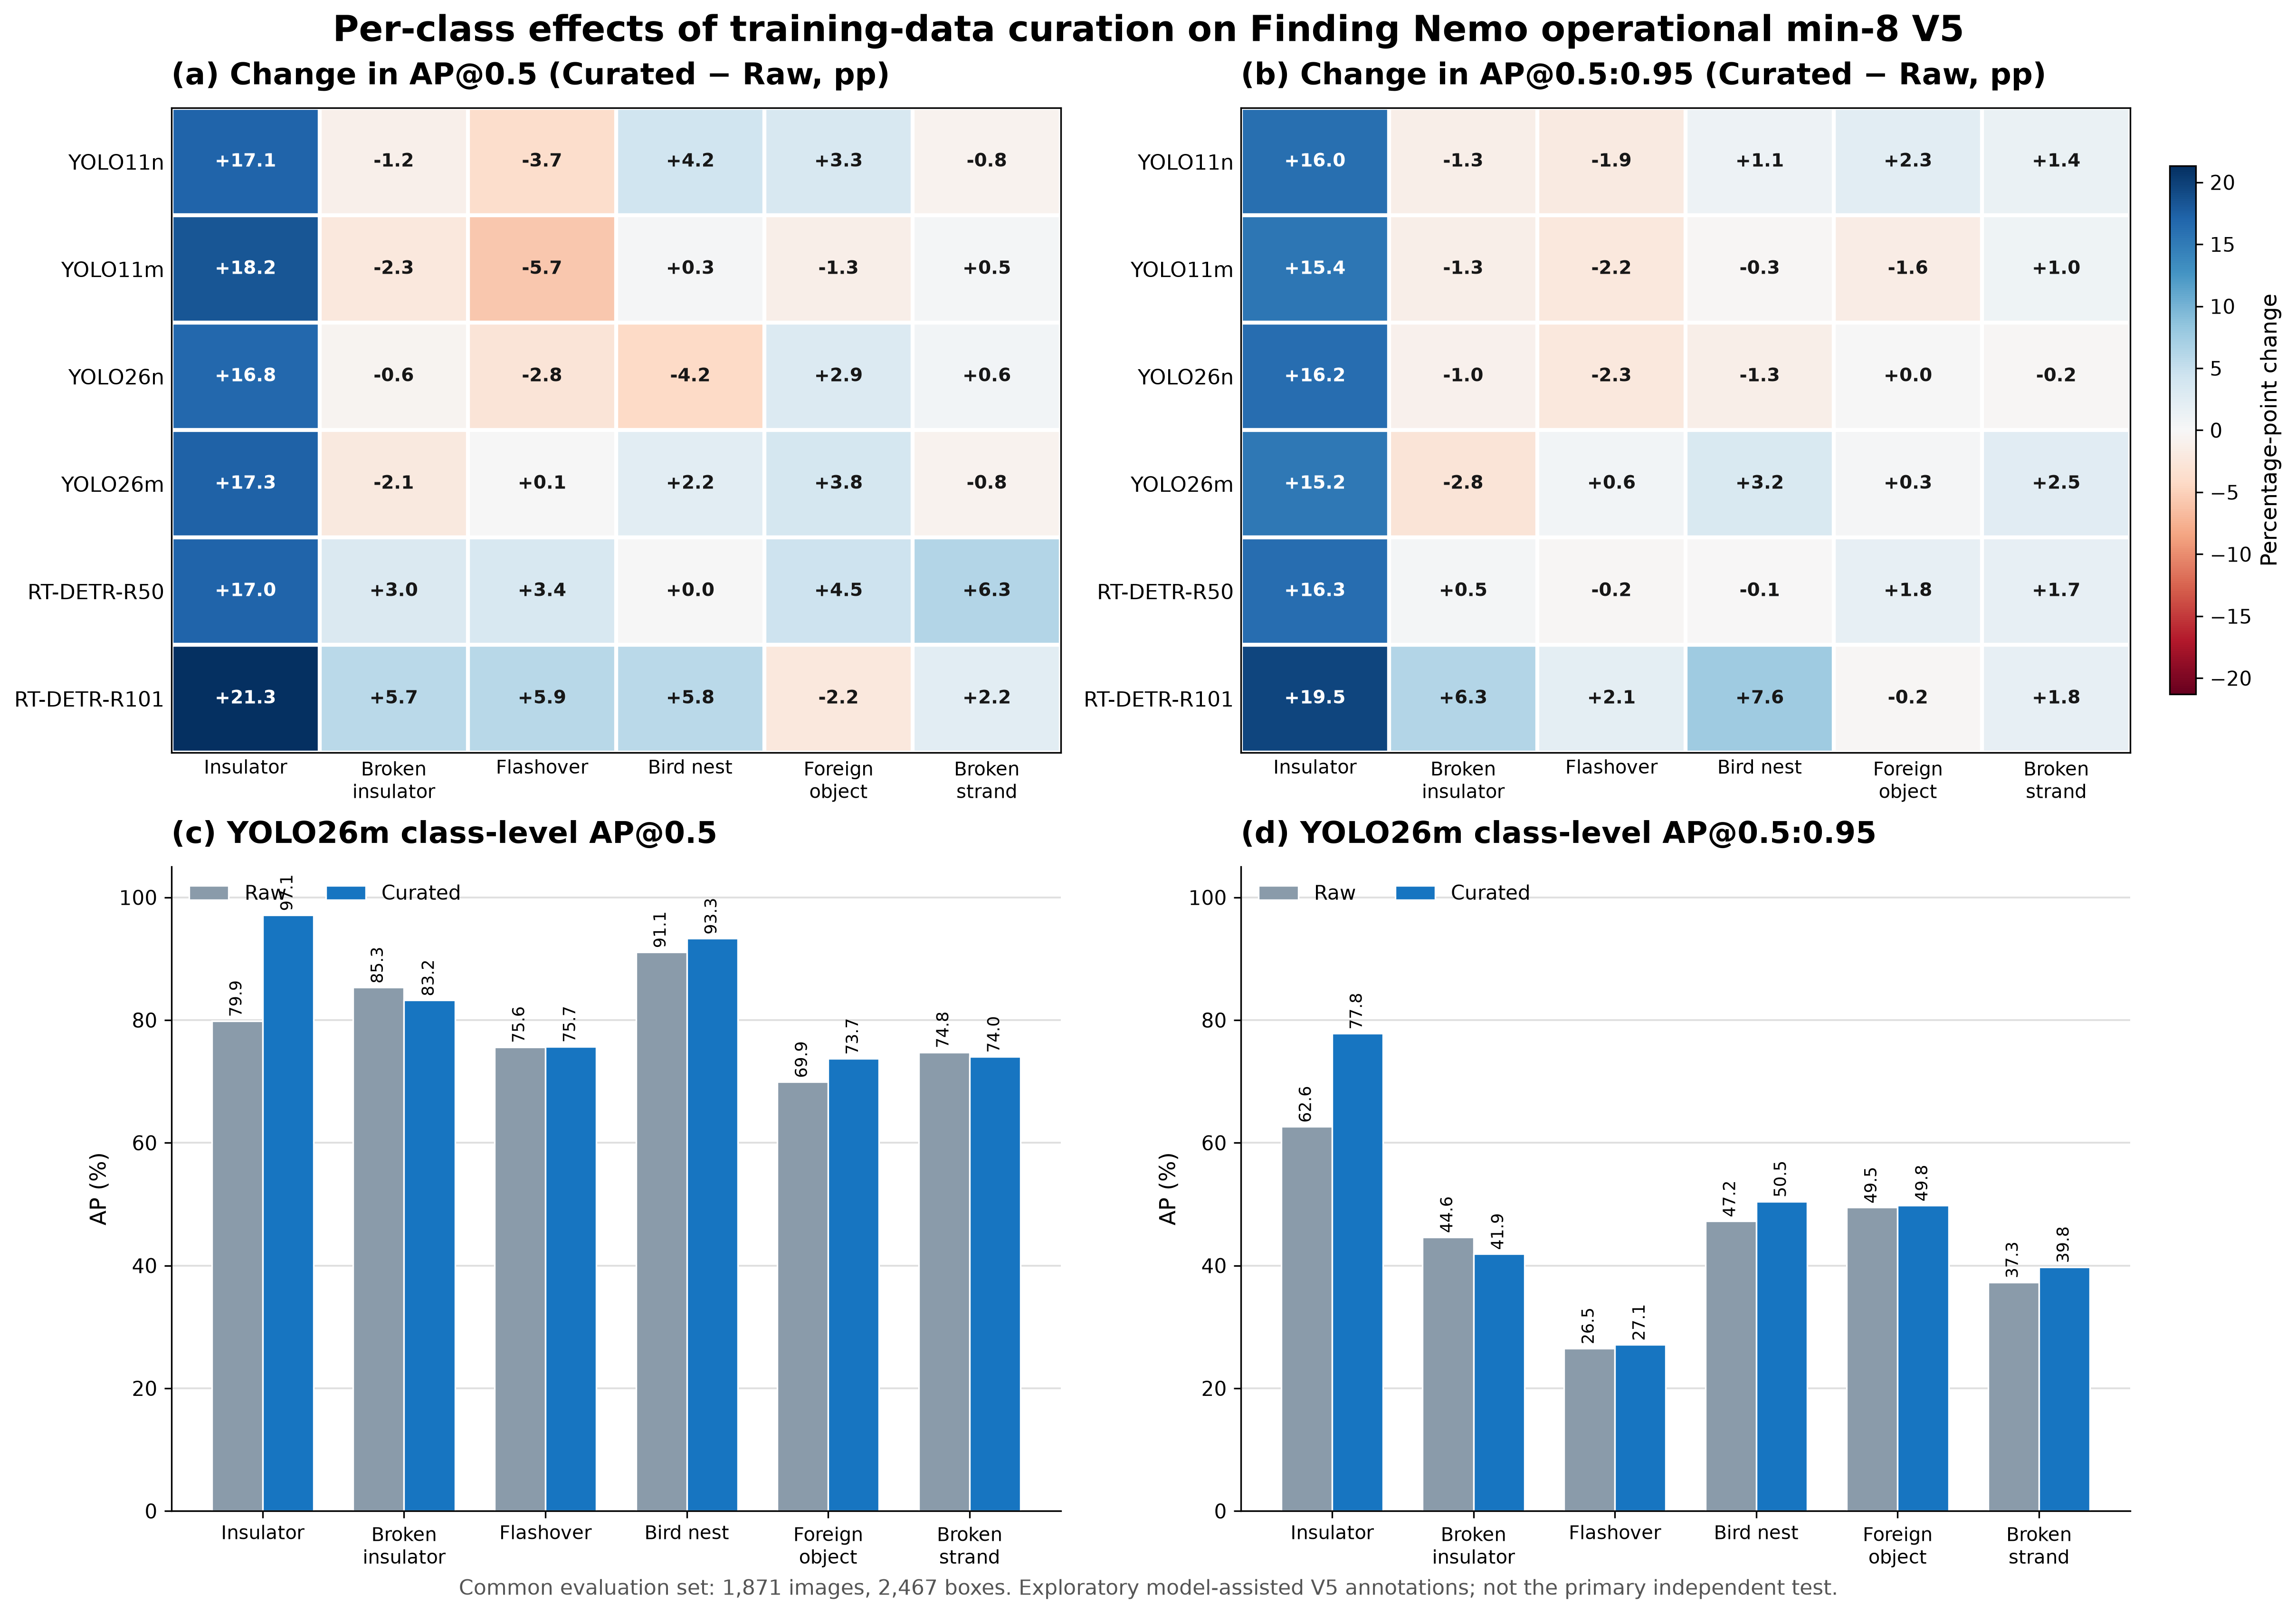 Per-class effects of training-data curation on Finding Nemo operational min-8 V5
(a) Change in AP@0.5 (Curated − Raw, pp)
YOLO11n +17.1 -1.2 -3.7 +4.2 +3.3 -0.8
YOLO11m +18.2 -2.3 -5.7 +0.3 -1.3 +0.5
YOLO26n +16.8 -0.6 -2.8 -4.2 +2.9 +0.6
YOLO26m +17.3 -2.1 +0.1 +2.2 +3.8 -0.8
RT-DETR-R50 +17.0 +3.0 +3.4 +0.0 +4.5 +6.3
RT-DETR-R101 +21.3 +5.7 +5.9 +5.8 -2.2 +2.2
Insulator Broken Flashover Bird nest Foreign Broken
insulator object strand
(b) Change in AP@0.5:0.95 (Curated − Raw, pp)
YOLO11n +16.0 -1.3 -1.9 +1.1 +2.3 +1.4
YOLO11m +15.4 -1.3 -2.2 -0.3 -1.6 +1.0
YOLO26n +16.2 -1.0 -2.3 -1.3 +0.0 -0.2
YOLO26m +15.2 -2.8 +0.6 +3.2 +0.3 +2.5
RT-DETR-R50 +16.3 +0.5 -0.2 -0.1 +1.8 +1.7
RT-DETR-R101 +19.5 +6.3 +2.1 +7.6 -0.2 +1.8
Insulator Broken Flashover Bird nest Foreign Broken
insulator object strand
20
15
10
5
0
−5
−10
−15
−20
Percentage-point change
(c) YOLO26m class-level AP@0.5
Raw Curated
100
80
60
40
20
0
AP (%)
79.9 97.1 85.3 83.2 75.6 75.7 91.1 93.3 69.9 73.7 74.8 74.0
Insulator Broken Flashover Bird nest Foreign Broken
insulator object strand
(d) YOLO26m class-level AP@0.5:0.95
Raw Curated
100
80
60
40
20
0
AP (%)
62.6 77.8 44.6 41.9 26.5 27.1 47.2 50.5 49.5 49.8 37.3 39.8
Insulator Broken Flashover Bird nest Foreign Broken
insulator object strand
Common evaluation set: 1,871 images, 2,467 boxes. Exploratory model-assisted V5 annotations; not the primary independent test.